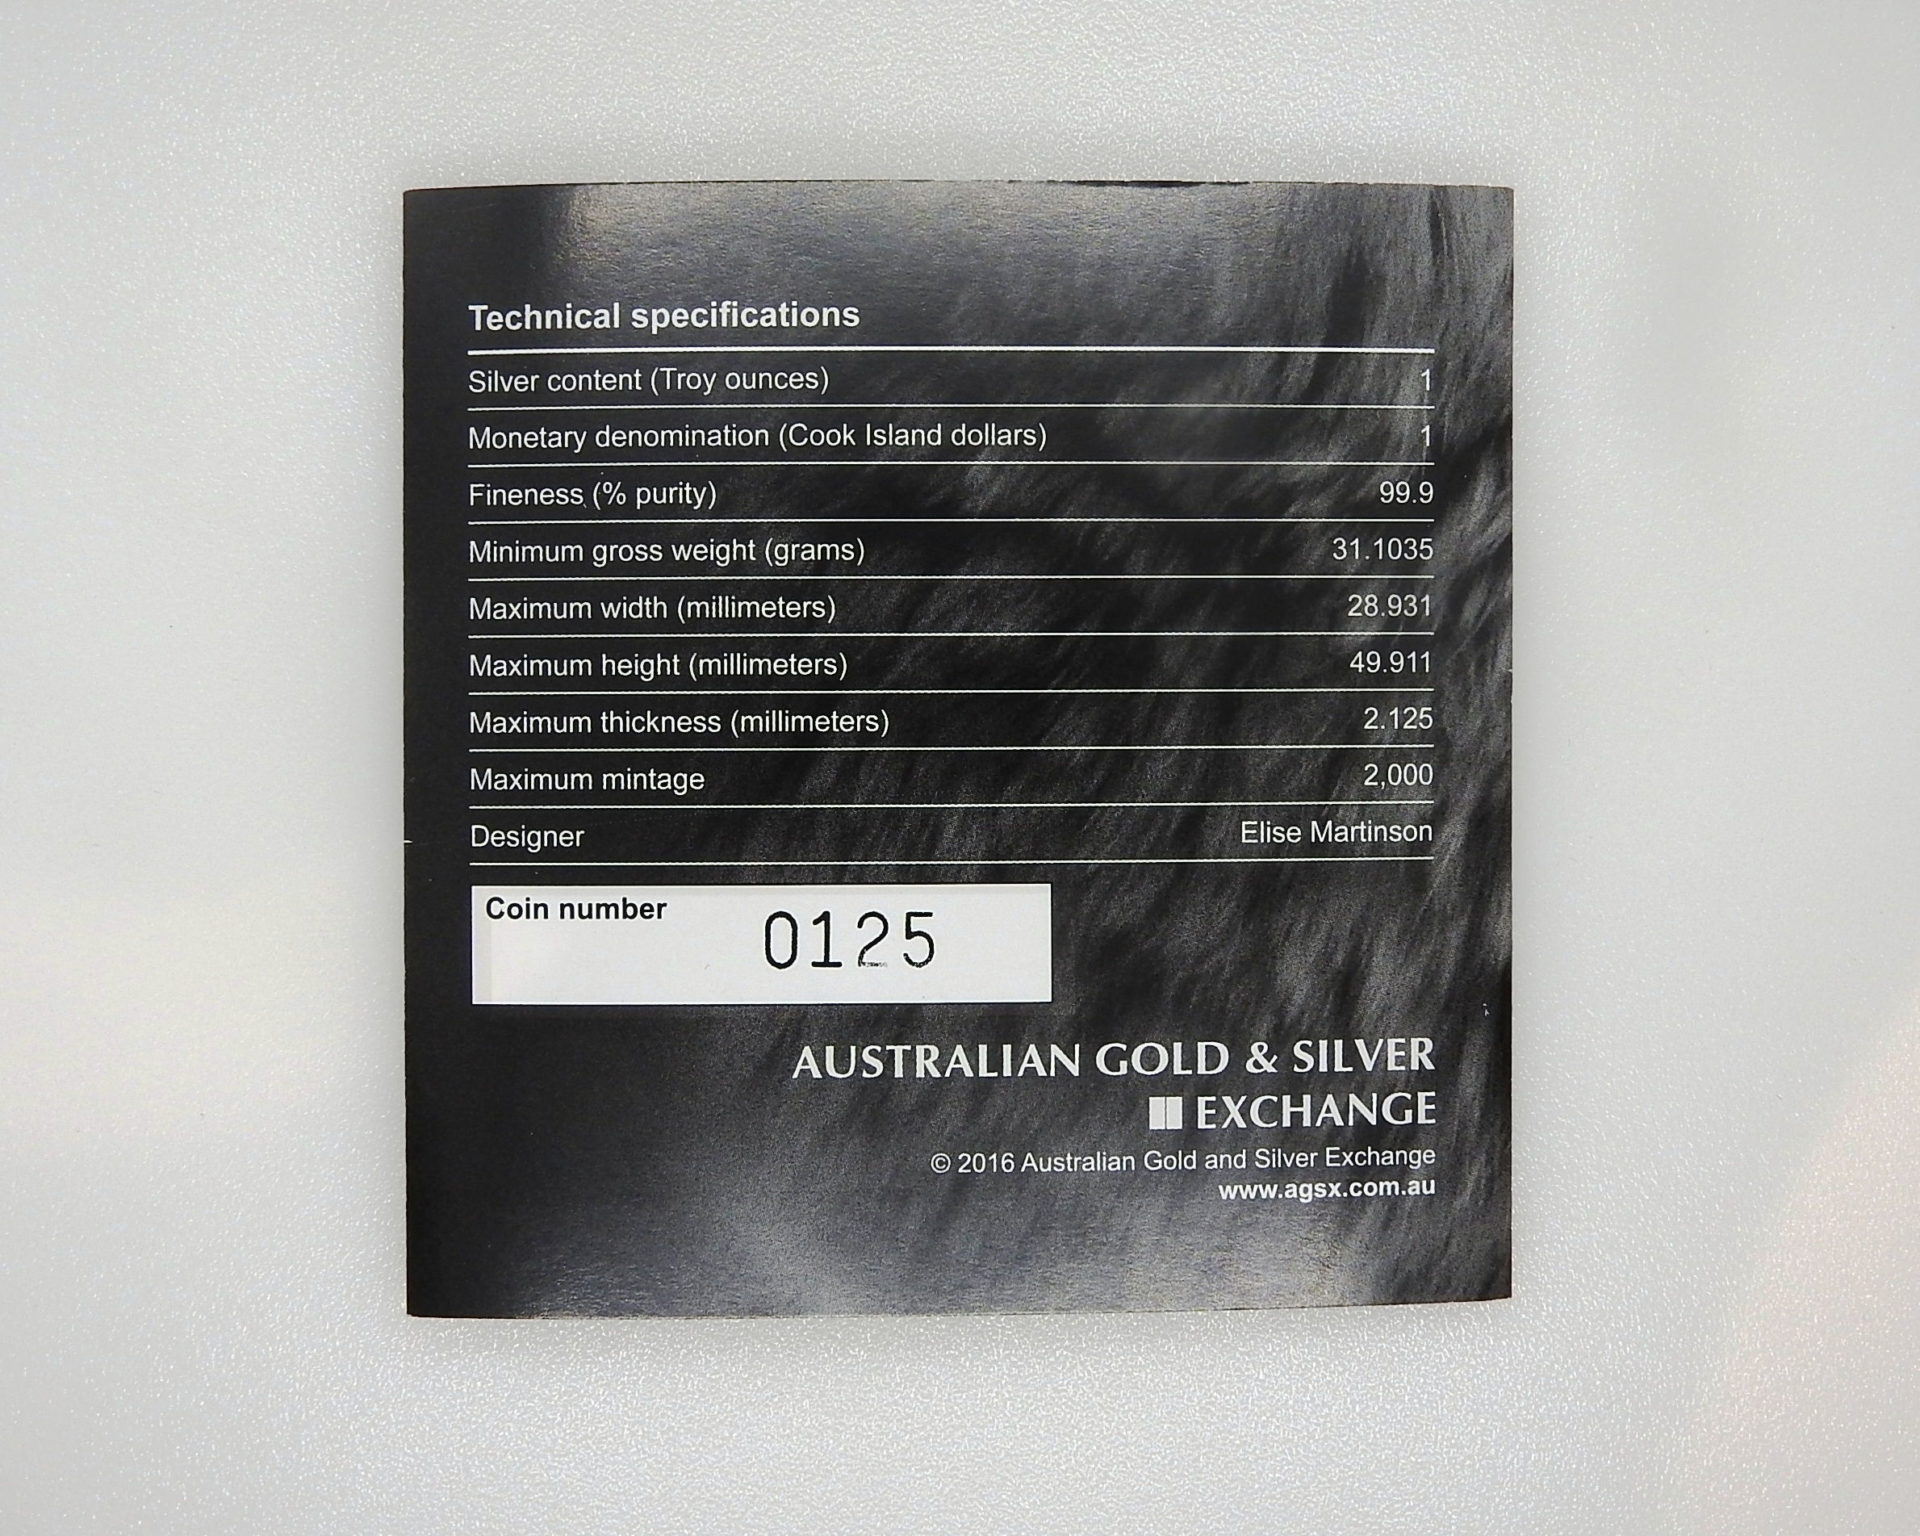 Technical specifications
Silver content (Troy ounces) 1
Monetary denomination (Cook Island dollars) 1
Fineness (% purity) 99.9
Minimum gross weight (grams) 31.1035
Maximum width (millimeters) 28.931
Maximum height (millimeters) 49.911
Maximum thickness (millimeters) 2.125
Maximum mintage 2,000
Designer Elise Martinson
Coin number 0125
AUSTRALIAN GOLD & SILVER
EXCHANGE
© 2016 Australian Gold and Silver Exchange
www.agsx.com.au